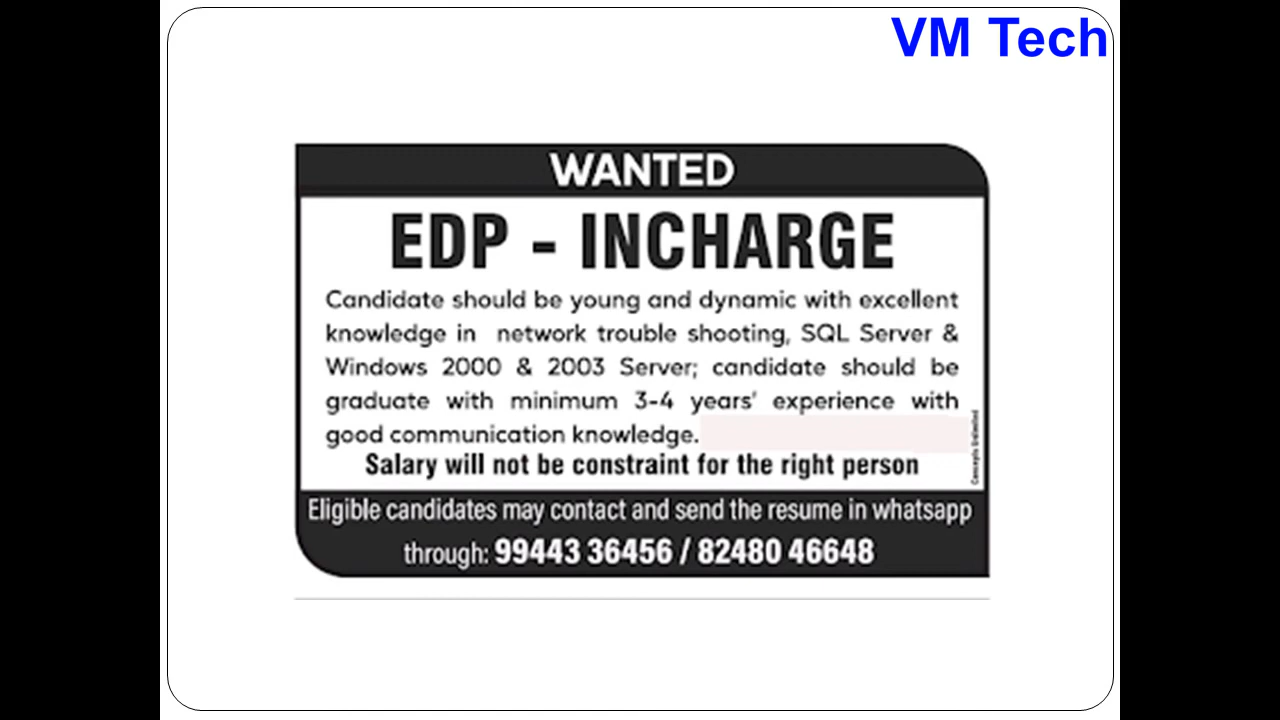 VM Tech
WANTED
EDP - INCHARGE
Candidate should be young and dynamic with excellent
knowledge in network trouble shooting, SQL Server &
Windows 2000 & 2003 Server; candidate should be
graduate with minimum 3-4 years' experience with
good communication knowledge.
Salary will not be constraint for the right person
Concepts Unlimited
Eligible candidates may contact and send the resume in whatsapp
through: 99443 36456 / 82480 46648